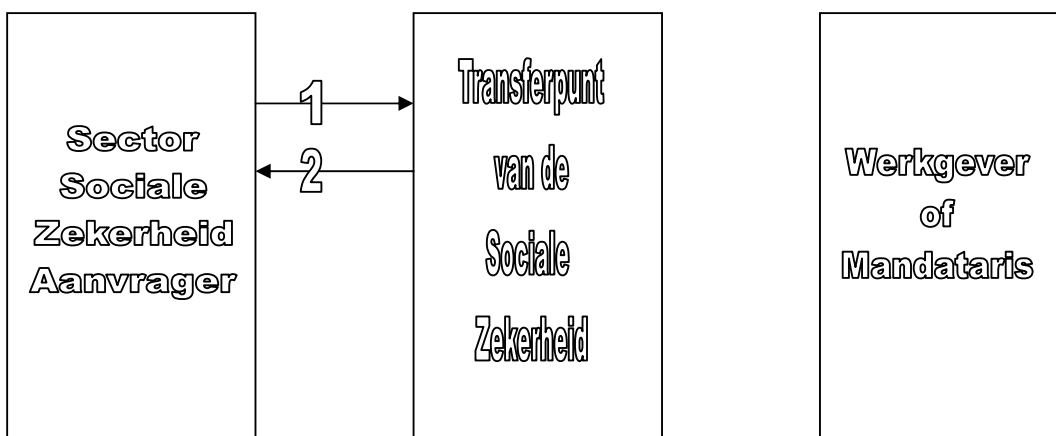 Sector
Sociale
Zekerheid
Aanvrager
1
2
Transferpunt
van de
Sociale
Zekerheid
Werkgever
of
Mandataris